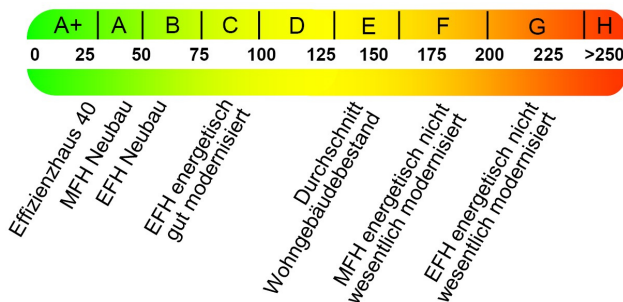 A+ A B C D E F G H
0 25 50 75 100 125 150 175 200 225 >250
Effizienzhaus 40
MFH Neubau
EFH Neubau
EFH energetisch
gut modernisiert
Durchschnitt
Wohngebäudebestand
MFH energetisch nicht
wesentlich modernisiert
EFH energetisch nicht
wesentlich modernisiert